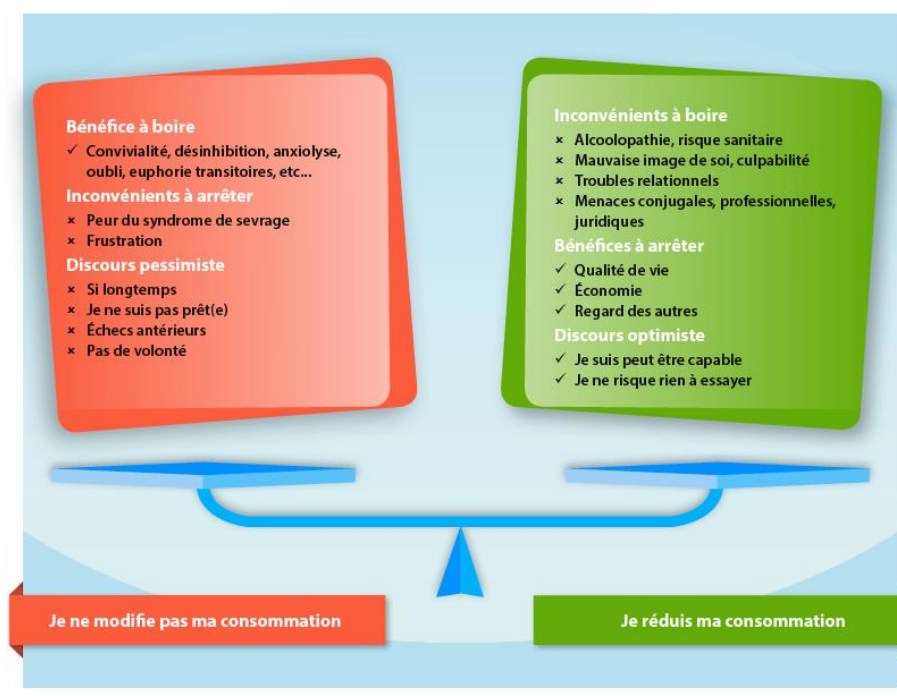 Bénéfice à boire
✓ Convivialité, désinhibition, anxiolyse,
oubli, euphorie transitoires, etc...
Inconvénients à arrêter
× Peur du syndrome de sevrage
× Frustration
Discours pessimiste
× Si longtemps
× Je ne suis pas prêt(e)
× Échecs antérieurs
× Pas de volonté
Inconvénients à boire
× Alcoolopathie, risque sanitaire
× Mauvaise image de soi, culpabilité
× Troubles relationnels
× Menaces conjugales, professionnelles,
juridiques
Bénéfices à arrêter
✓ Qualité de vie
✓ Économie
✓ Regard des autres
Discours optimiste
✓ Je suis peut être capable
✓ Je ne risque rien à essayer
Je ne modifie pas ma consommation
Je réduis ma consommation